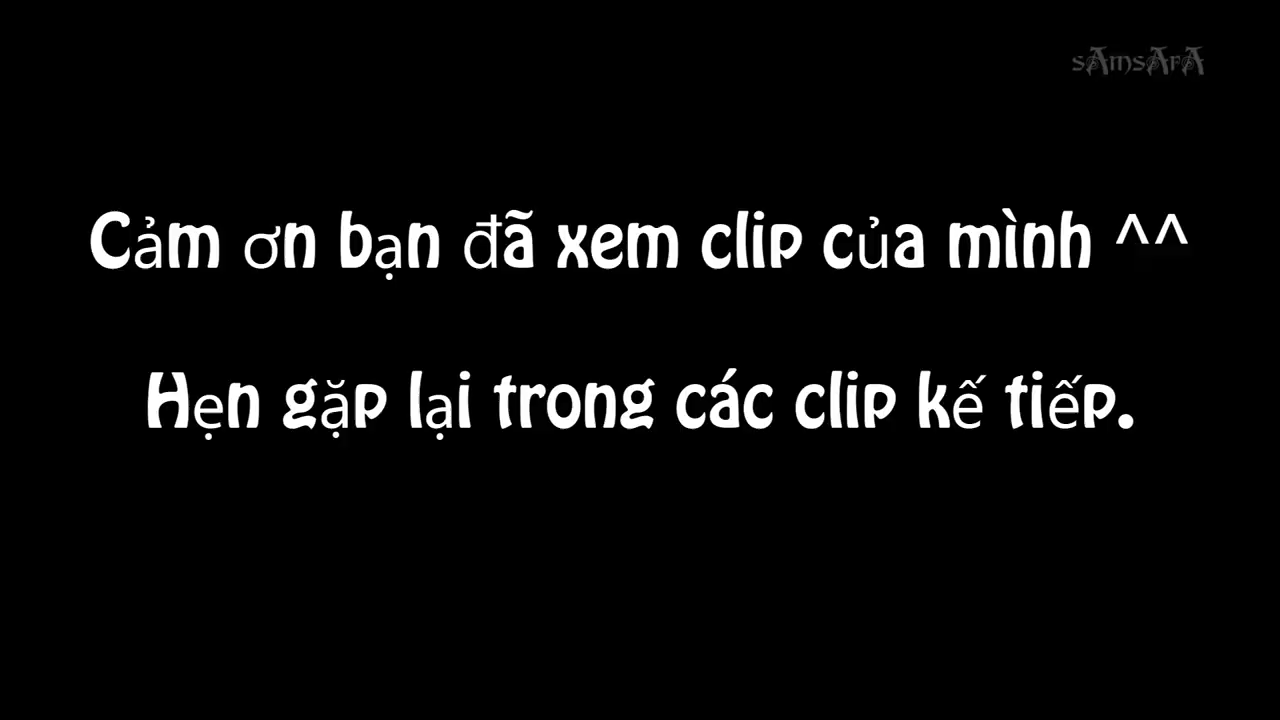 sAmsArA
Cảm ơn bạn đã xem clip của mình ^^
Hẹn gặp lại trong các clip kế tiếp.